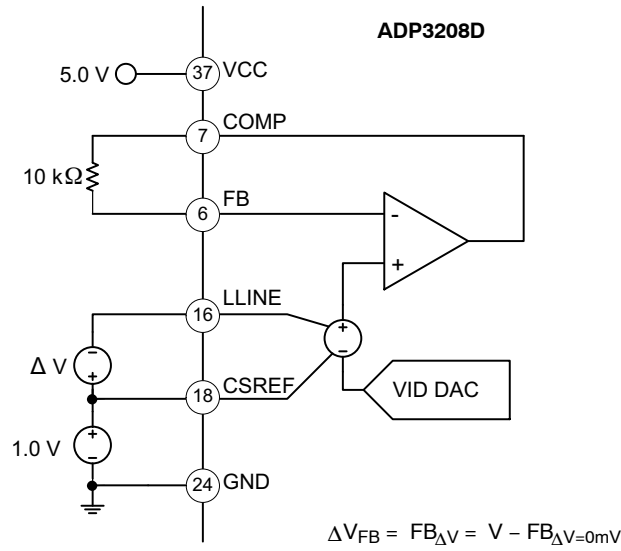 ADP3208D
5.0 V
37
VCC
7
COMP
10 kΩ
6
FB
-
+
16
LLINE
+
-
Δ V
-
+
18
CSREF
VID DAC
1.0 V
+
-
24
GND
ΔVFB = FBΔV = V – FBΔV=0mV